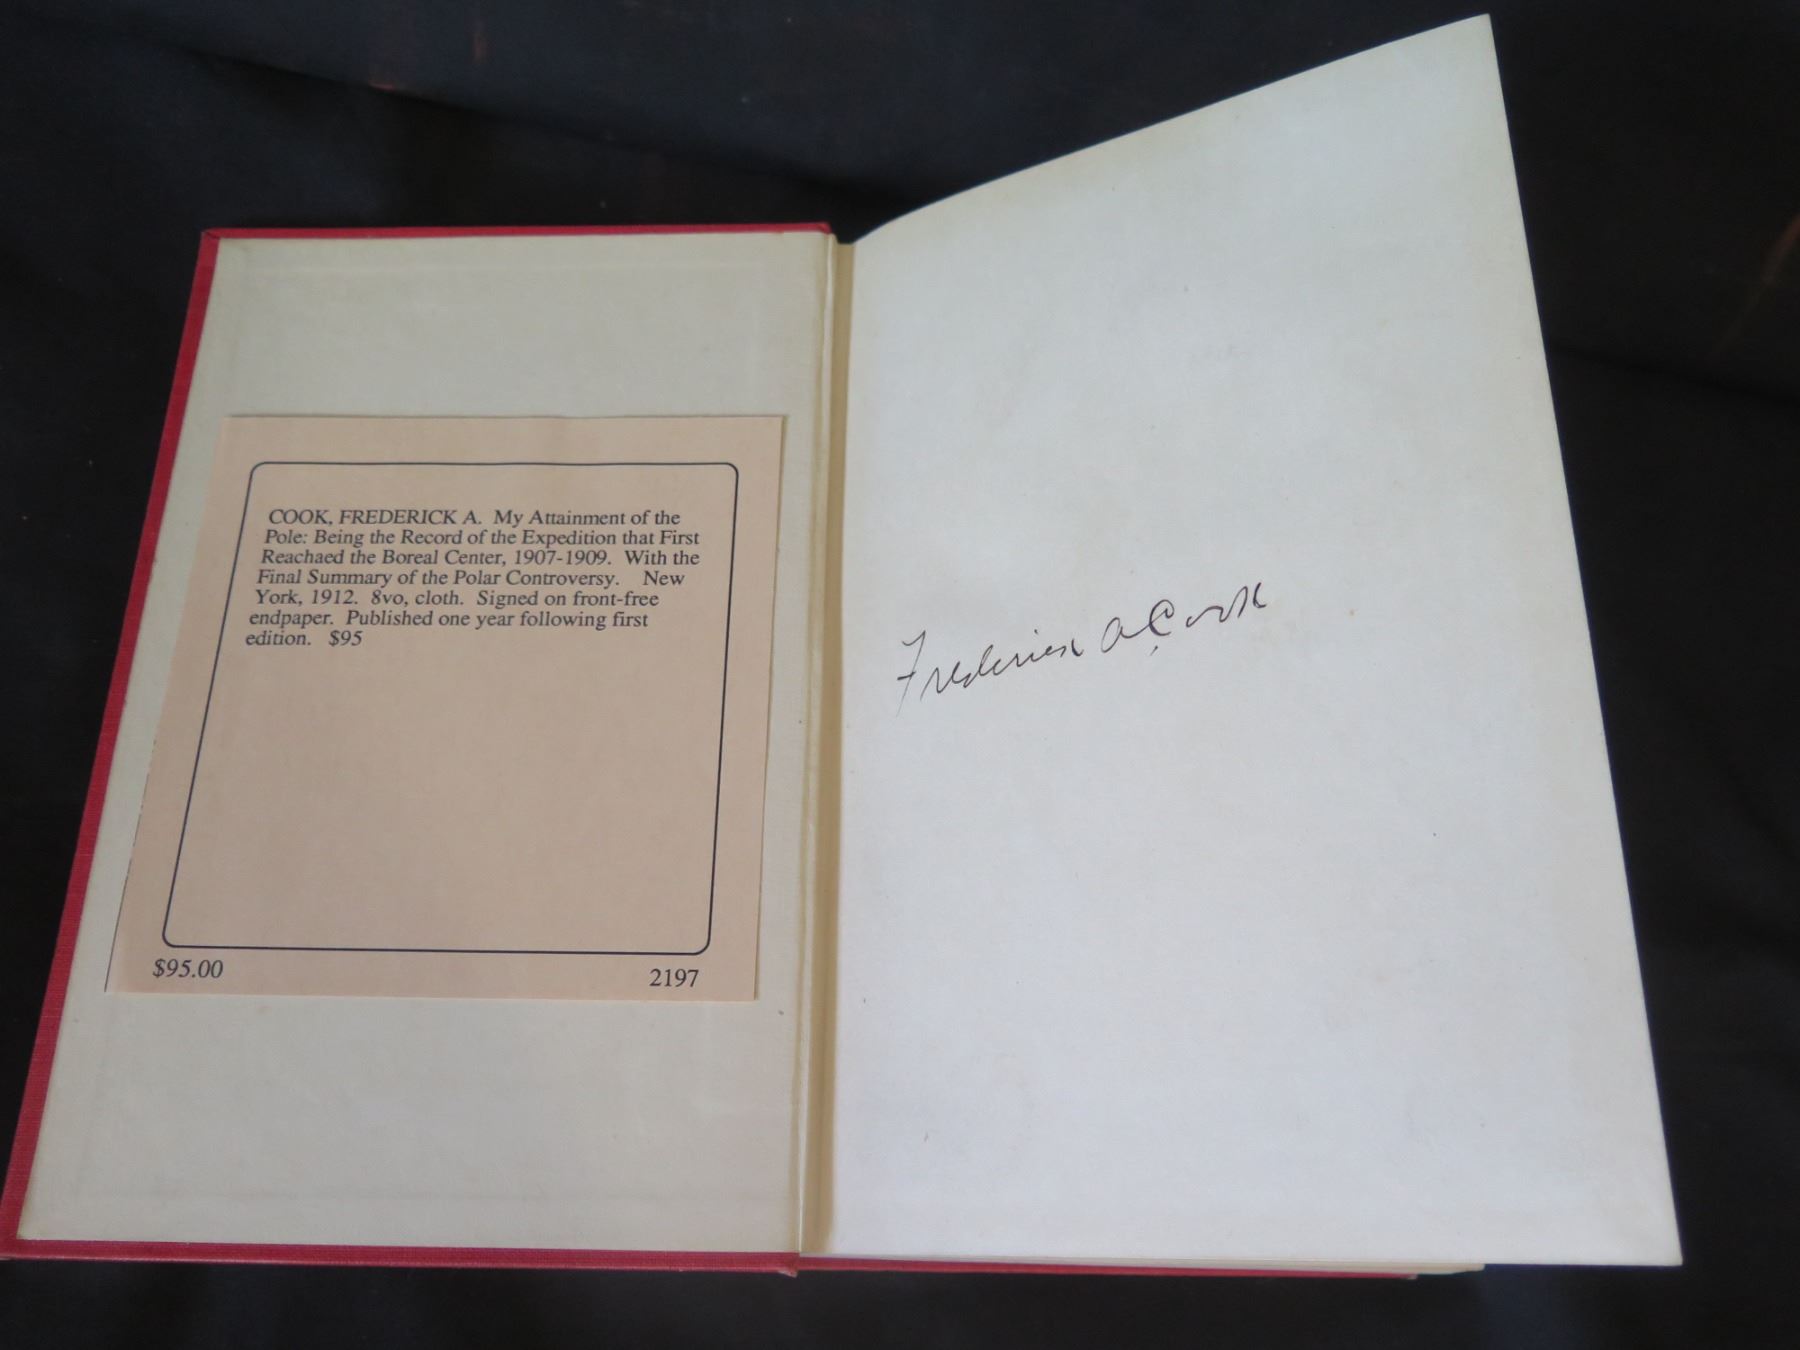 COOK, FREDERICK A. My Attainment of the
Pole: Being the Record of the Expedition that First
Reachaed the Boreal Center, 1907-1909. With the
Final Summary of the Polar Controversy. New
York, 1912. 8vo, cloth. Signed on front-free
endpaper. Published one year following first
edition. $95
$95.00 2197
Frederick A Cook